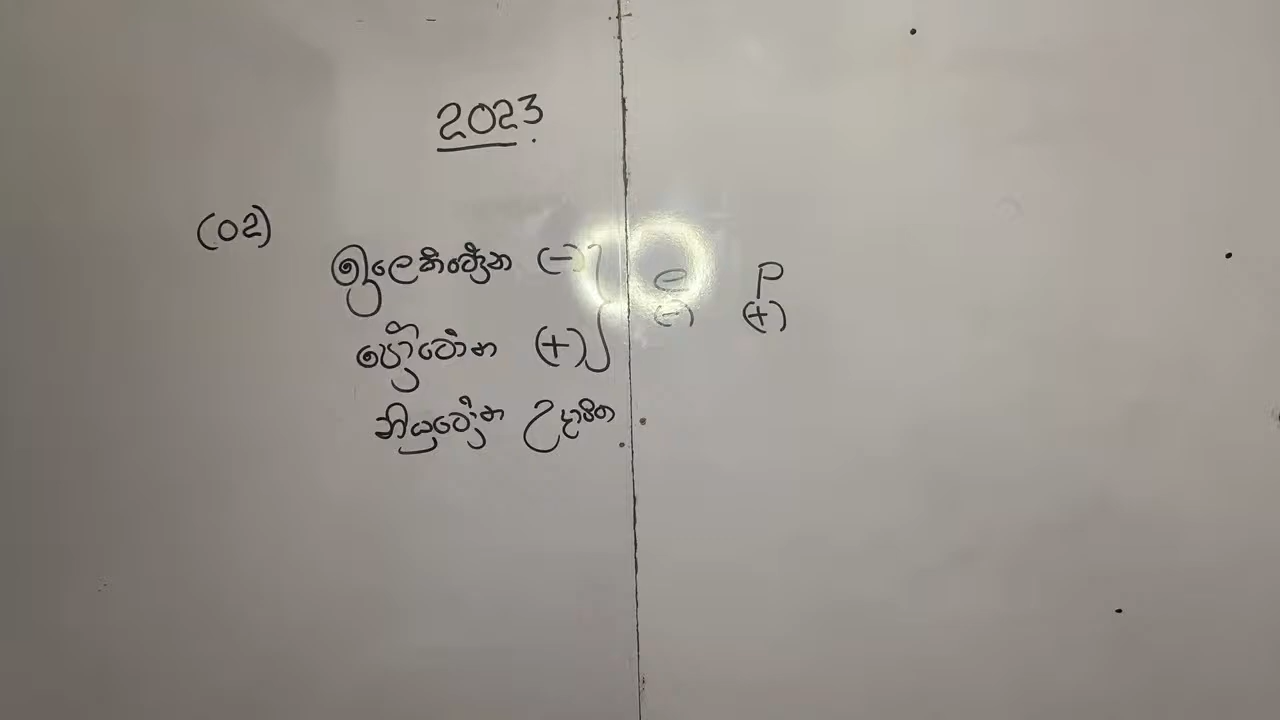 2023
(02)
ඉලෙක්ට්‍රෝන (-) e P
(-) (+)
ප්‍රෝටෝන (+)
නියුට්‍රෝන උදාසීන